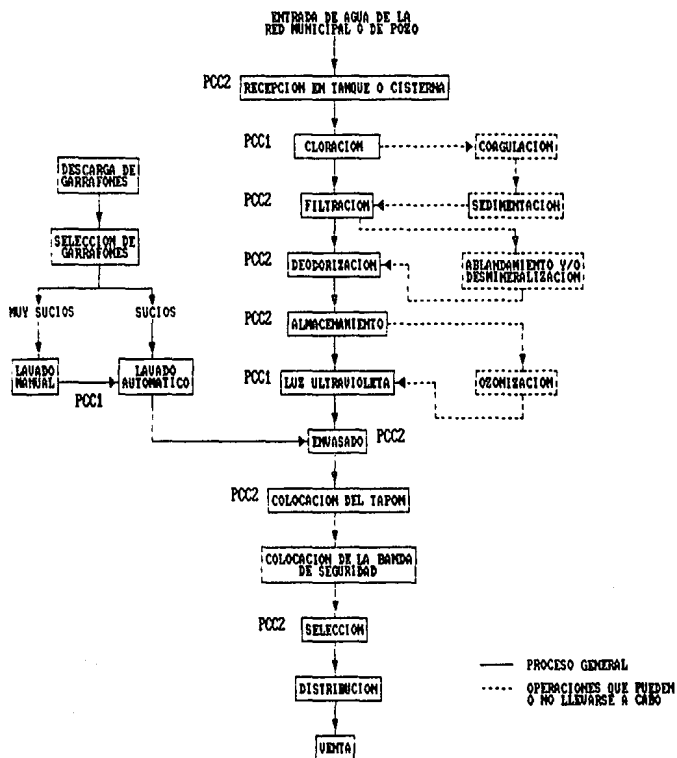 ENTRADA DE AGUA DE LA
RED MUNICIPAL O DE POZO
PCC2 RECEPCION EN TANQUE O CISTERNA
PCC1 CLORACION
COAGULACION
PCC2 FILTRACION
SEDIMENTACION
PCC2 DEODORIZACION
ABLANDAMIENTO Y/O
DESMINERALIZACION
PCC2 ALMACENAMIENTO
PCC1 LUZ ULTRAVIOLETA
OZONIZACION
DESCARGA DE
GARRAFONES
SELECCION DE
GARRAFONES
MUY SUCIOS
SUCIOS
LAVADO
MANUAL
PCC1
LAVADO
AUTOMATICO
ENVASADO PCC2
PCC2 COLOCACION DEL TAPON
COLOCACION DE LA BANDA
DE SEGURIDAD
PCC2 SELECCION
DISTRIBUCION
VENTA
PROCESO GENERAL
OPERACIONES QUE PUEDEN
O NO LLEVARSE A CABO